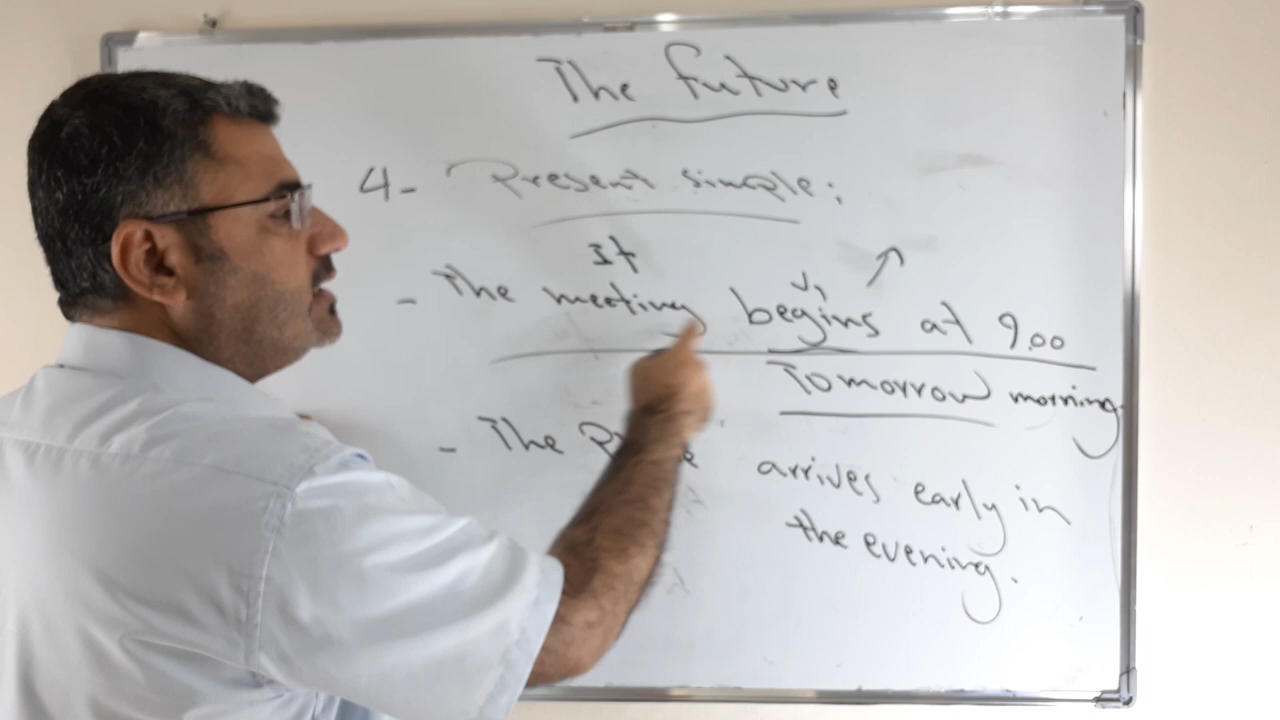 The future
4- Present simple:
It
- The meeting begins at 9.00
Tomorrow morning.
- The arrives early in
the evening.